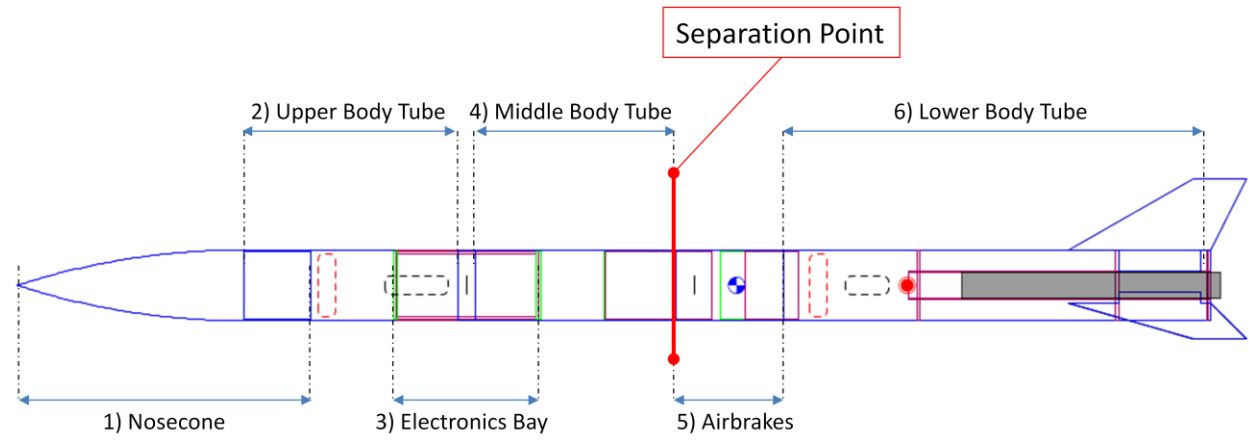 Separation Point
2) Upper Body Tube
4) Middle Body Tube
6) Lower Body Tube
1) Nosecone
3) Electronics Bay
5) Airbrakes